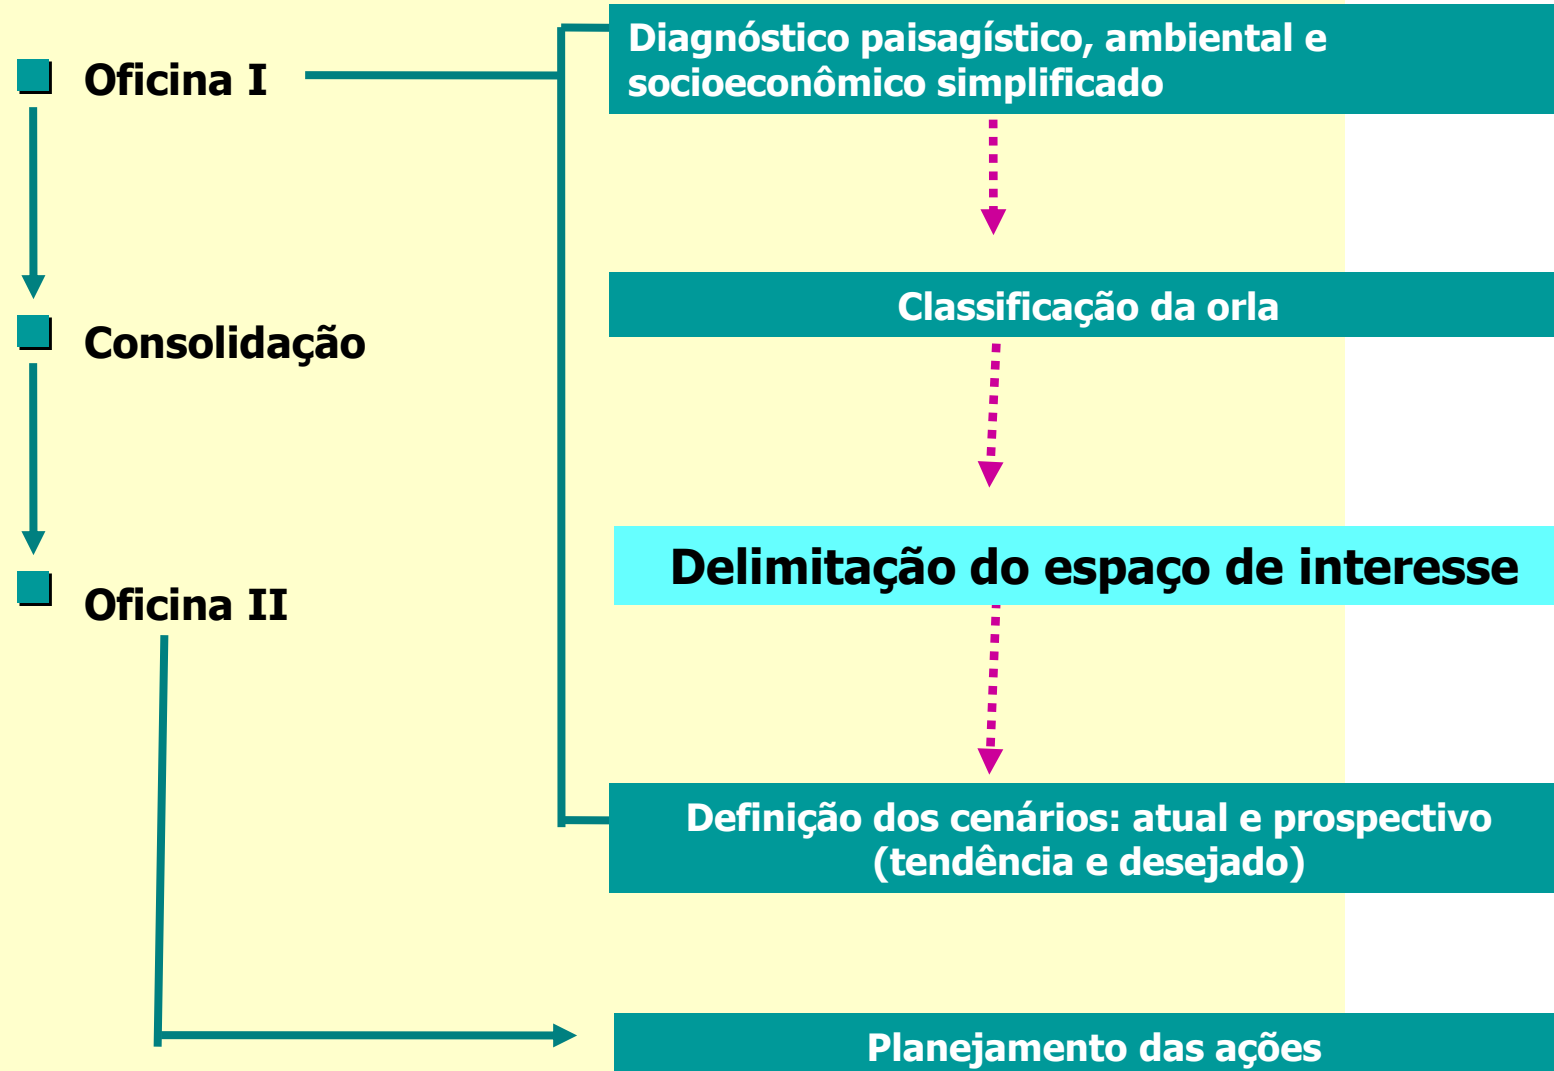 Oficina I
Consolidação
Oficina II
Diagnóstico paisagístico, ambiental e
socioeconômico simplificado
Classificação da orla
Delimitação do espaço de interesse
Definição dos cenários: atual e prospectivo
(tendência e desejado)
Planejamento das ações